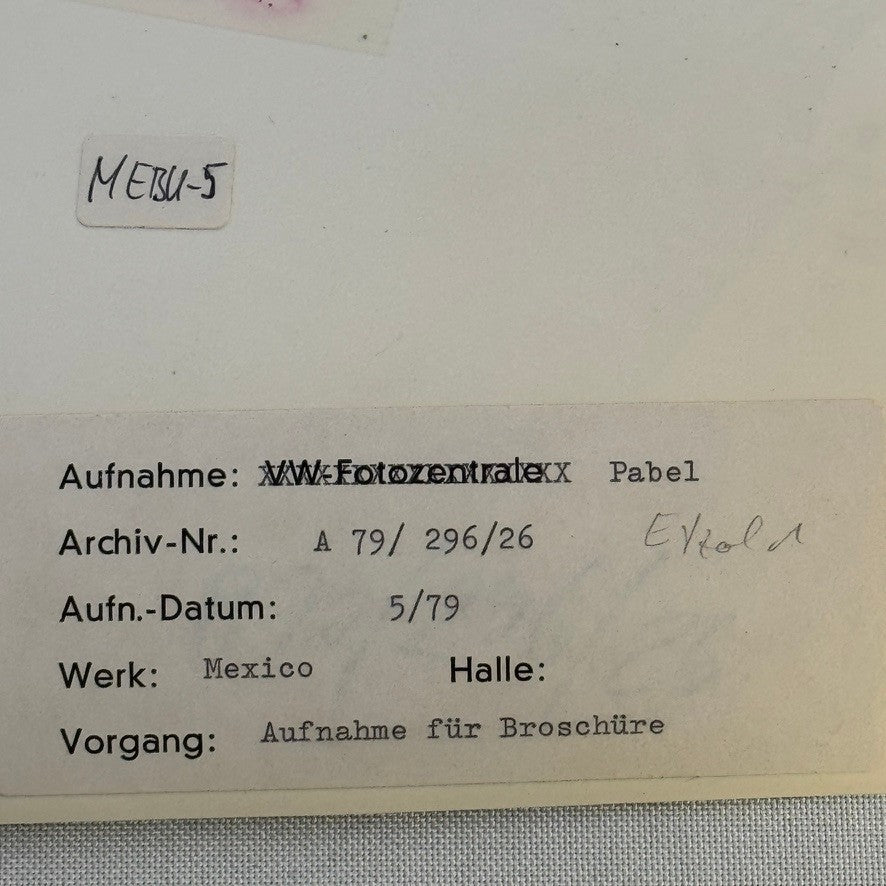 MEBU-5
Aufnahme: VW-Fotozentrale Pabel
Archiv-Nr.: A 79/ 296/26
Aufn.-Datum: 5/79
Werk: Mexico Halle:
Vorgang: Aufnahme für Broschüre